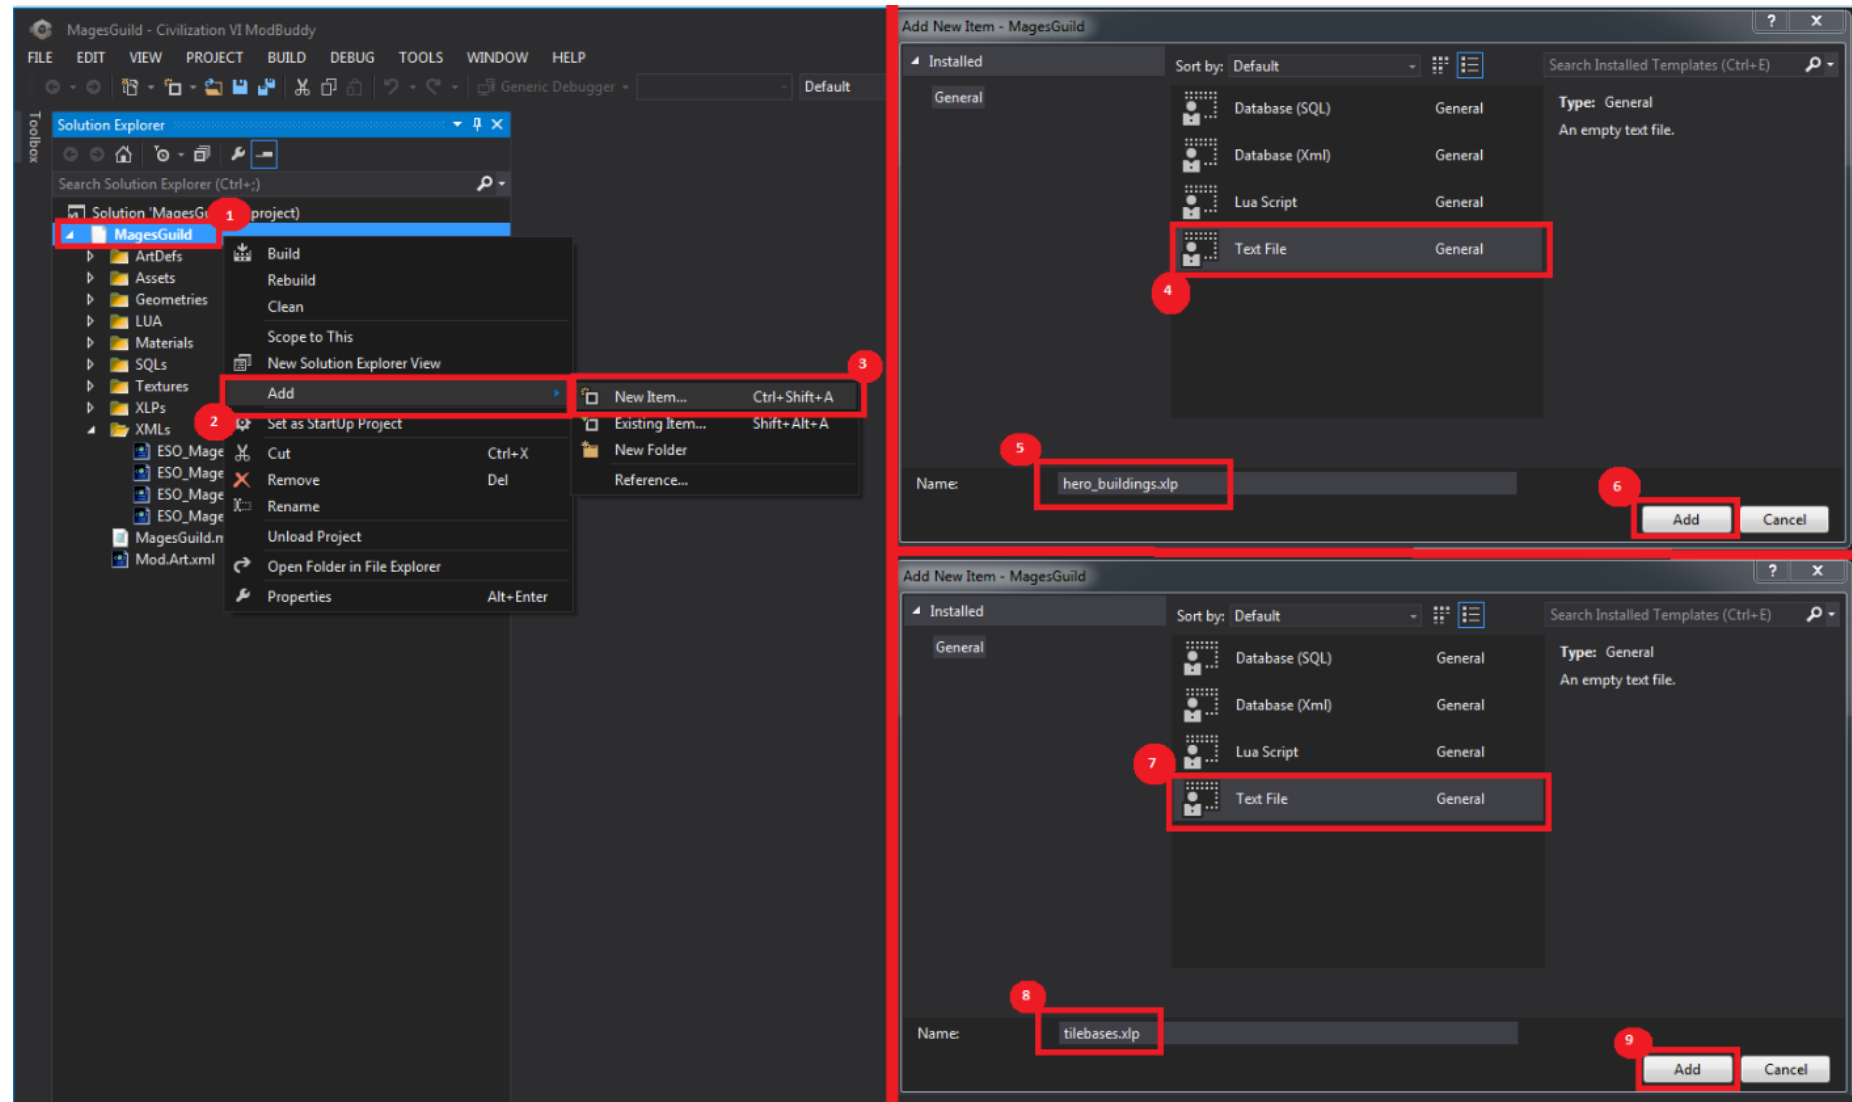 MagesGuild - Civilization VI ModBuddy
FILE EDIT VIEW PROJECT BUILD DEBUG TOOLS WINDOW HELP
Generic Debugger Default
Toolbox
Solution Explorer
Search Solution Explorer (Ctrl+;)
Solution 'MagesGu project)
1
MagesGuild
ArtDefs
Assets
Geometries
LUA
Materials
SQLs
Textures
XLPs
XMLs
ESO_Mage
ESO_Mage
ESO_Mage
ESO_Mage
MagesGuild.m
Mod.Art.xml
Build
Rebuild
Clean
Scope to This
New Solution Explorer View
Add
2
Set as StartUp Project
Cut Ctrl+X
Remove Del
Rename
Unload Project
Open Folder in File Explorer
Properties Alt+Enter
3
New Item... Ctrl+Shift+A
Existing Item... Shift+Alt+A
New Folder
Reference...
Add New Item - MagesGuild ? X
Installed
General
Sort by: Default
Search Installed Templates (Ctrl+E)
Database (SQL) General
Database (Xml) General
Lua Script General
Text File General
4
Type: General
An empty text file.
5
Name: hero_buildings.xlp
6
Add Cancel
Add New Item - MagesGuild ? X
Installed
General
Sort by: Default
Search Installed Templates (Ctrl+E)
Database (SQL) General
Database (Xml) General
Lua Script General
7
Text File General
Type: General
An empty text file.
8
Name: tilebases.xlp
9
Add Cancel